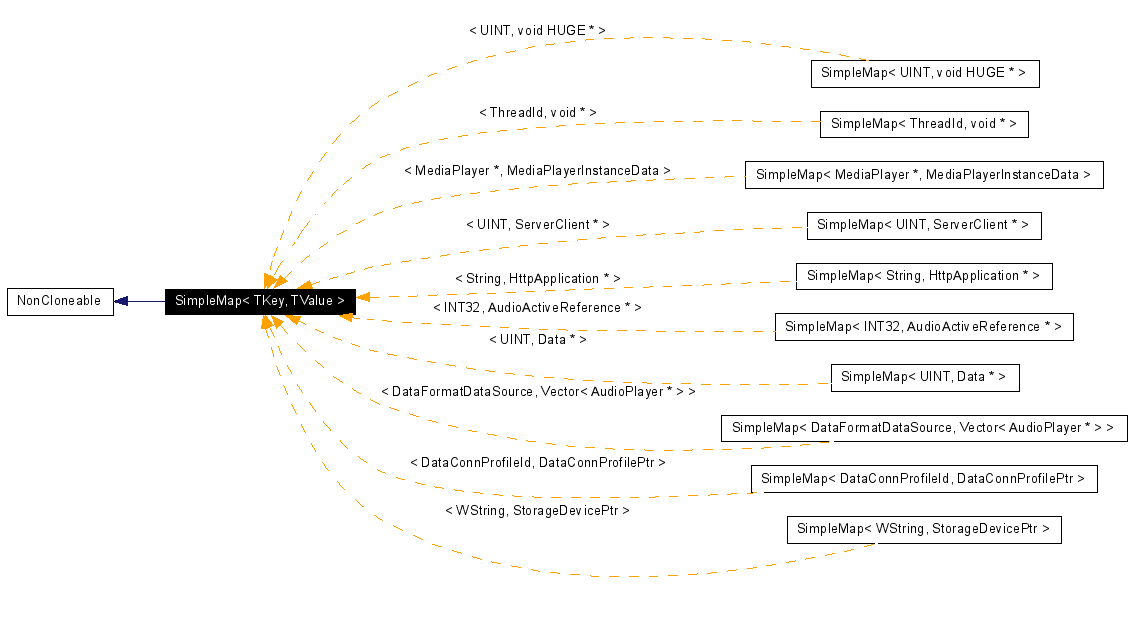 < UINT, void HUGE * >
SimpleMap< UINT, void HUGE * >
< ThreadId, void * >
SimpleMap< ThreadId, void * >
< MediaPlayer *, MediaPlayerInstanceData >
SimpleMap< MediaPlayer *, MediaPlayerInstanceData >
< UINT, ServerClient * >
SimpleMap< UINT, ServerClient * >
< String, HttpApplication * >
SimpleMap< String, HttpApplication * >
NonCloneable
SimpleMap< TKey, TValue >
< INT32, AudioActiveReference * >
SimpleMap< INT32, AudioActiveReference * >
< UINT, Data * >
SimpleMap< UINT, Data * >
< DataFormatDataSource, Vector< AudioPlayer * > >
SimpleMap< DataFormatDataSource, Vector< AudioPlayer * > >
< DataConnProfileId, DataConnProfilePtr >
SimpleMap< DataConnProfileId, DataConnProfilePtr >
< WString, StorageDevicePtr >
SimpleMap< WString, StorageDevicePtr >